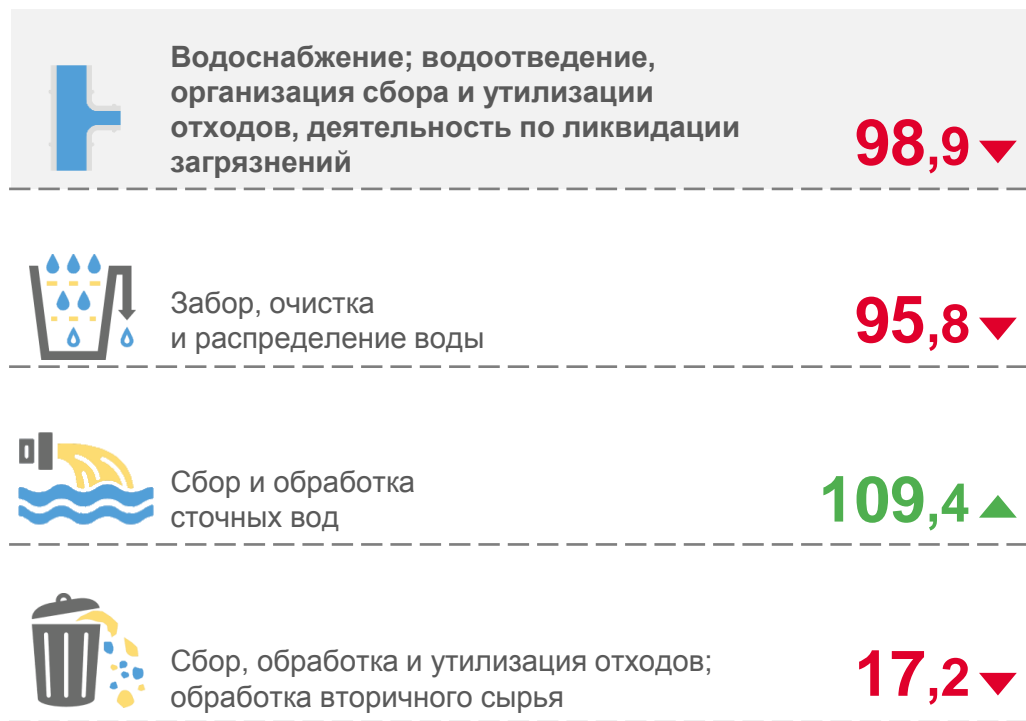 Водоснабжение; водоотведение,
организация сбора и утилизации
отходов, деятельность по ликвидации
загрязнений
98,9
Забор, очистка
и распределение воды
95,8
Сбор и обработка
сточных вод
109,4
Сбор, обработка и утилизация отходов;
обработка вторичного сырья
17,2